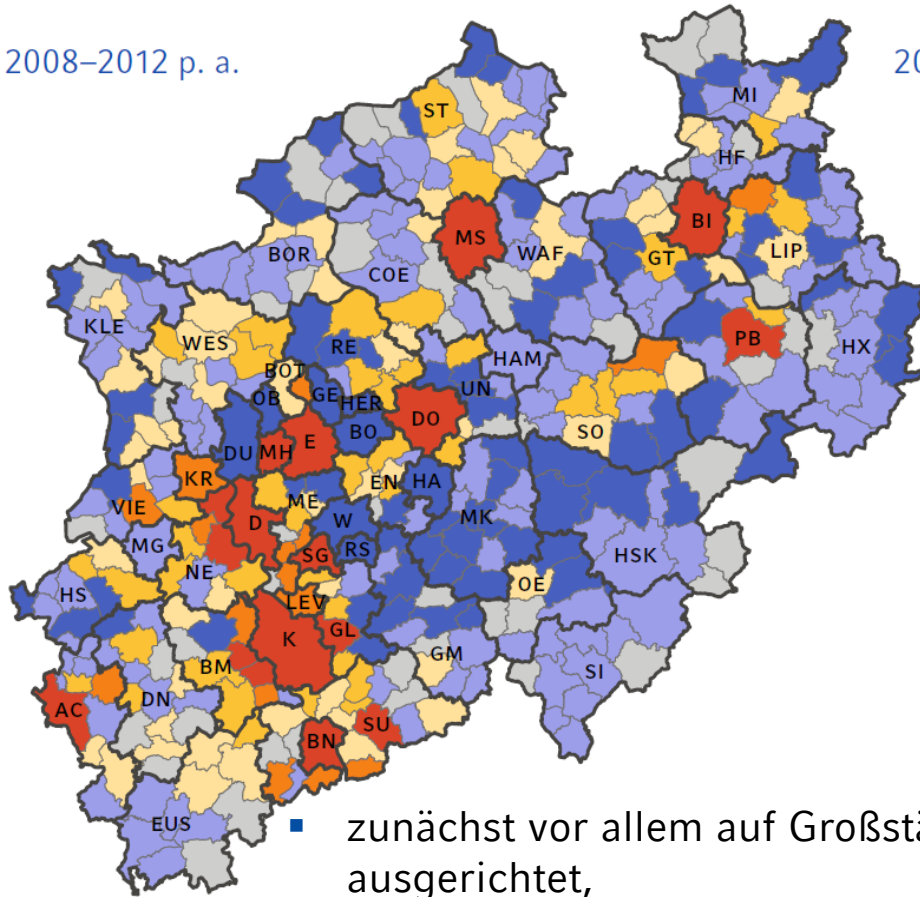 2008–2012 p. a.
20
MI
ST
HF
BI
MS
WAF
BOR
GT
LIP
COE
KLE
WES
RE
HAM
PB
HX
BOT
OB
GE
HER
UN
DO
DU
MH
E
BO
SO
KR
EN
HA
VIE
ME
D
W
MK
MG
SG
RS
HSK
NE
HS
LEV
OE
K
GL
BM
GM
SI
DN
AC
BN
SU
EUS
▪ zunächst vor allem auf Großstä
ausgerichtet,